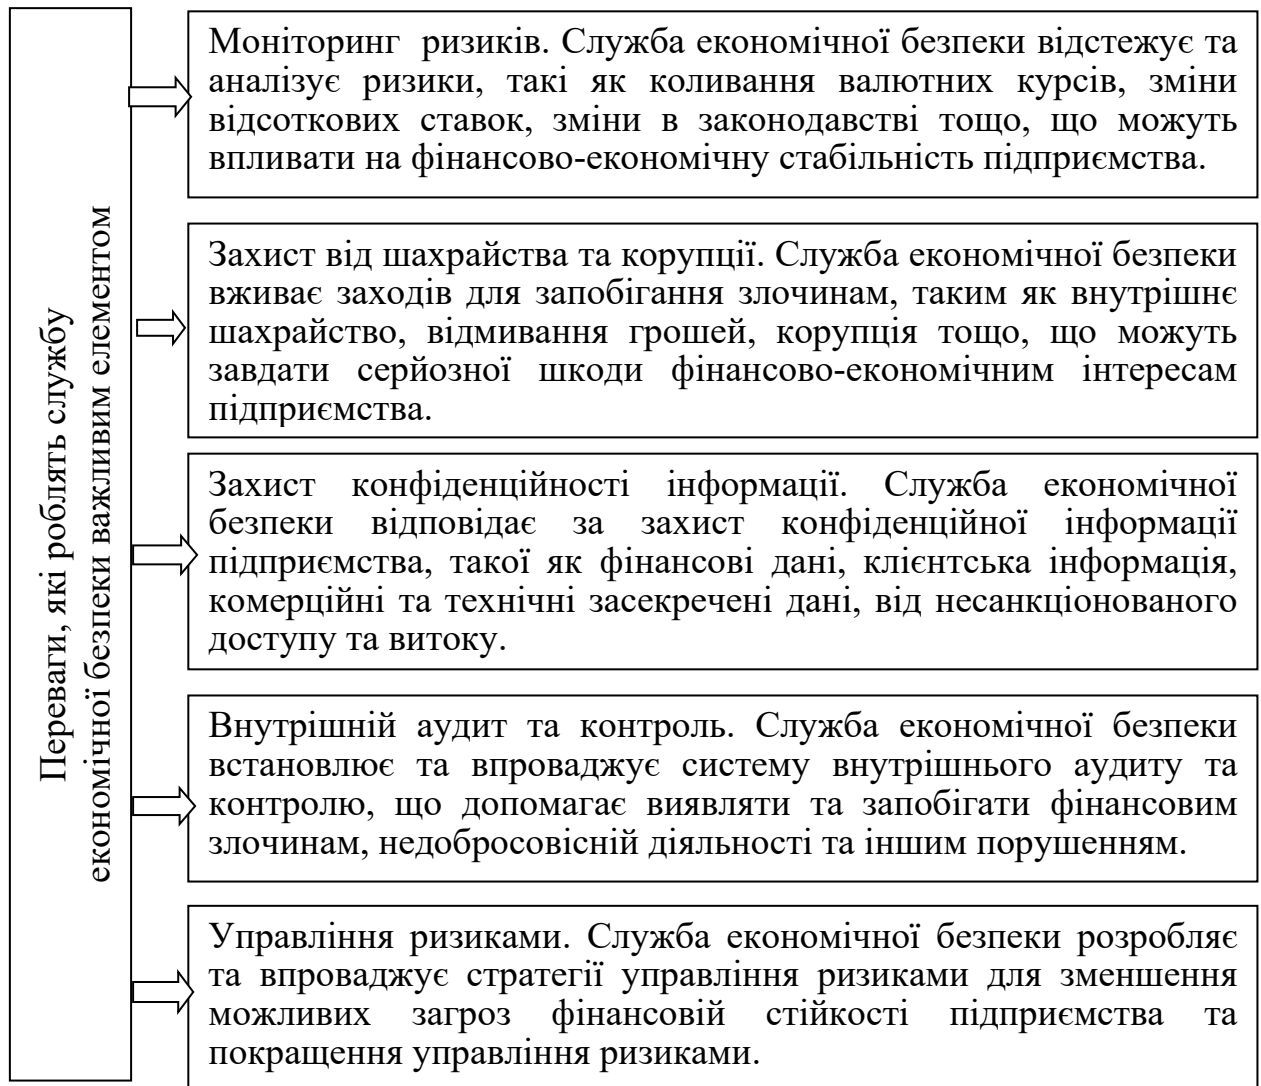 Переваги, які роблять службу
економічної безпеки важливим елементом
Моніторинг ризиків. Служба економічної безпеки відстежує та
аналізує ризики, такі як коливання валютних курсів, зміни
відсоткових ставок, зміни в законодавстві тощо, що можуть
впливати на фінансово-економічну стабільність підприємства.
Захист від шахрайства та корупції. Служба економічної безпеки
вживає заходів для запобігання злочинам, таким як внутрішнє
шахрайство, відмивання грошей, корупція тощо, що можуть
завдати серйозної шкоди фінансово-економічним інтересам
підприємства.
Захист конфіденційності інформації. Служба економічної
безпеки відповідає за захист конфіденційної інформації
підприємства, такої як фінансові дані, клієнтська інформація,
комерційні та технічні засекречені дані, від несанкціонованого
доступу та витоку.
Внутрішній аудит та контроль. Служба економічної безпеки
встановлює та впроваджує систему внутрішнього аудиту та
контролю, що допомагає виявляти та запобігати фінансовим
злочинам, недобросовісній діяльності та іншим порушенням.
Управління ризиками. Служба економічної безпеки розробляє
та впроваджує стратегії управління ризиками для зменшення
можливих загроз фінансовій стійкості підприємства та
покращення управління ризиками.